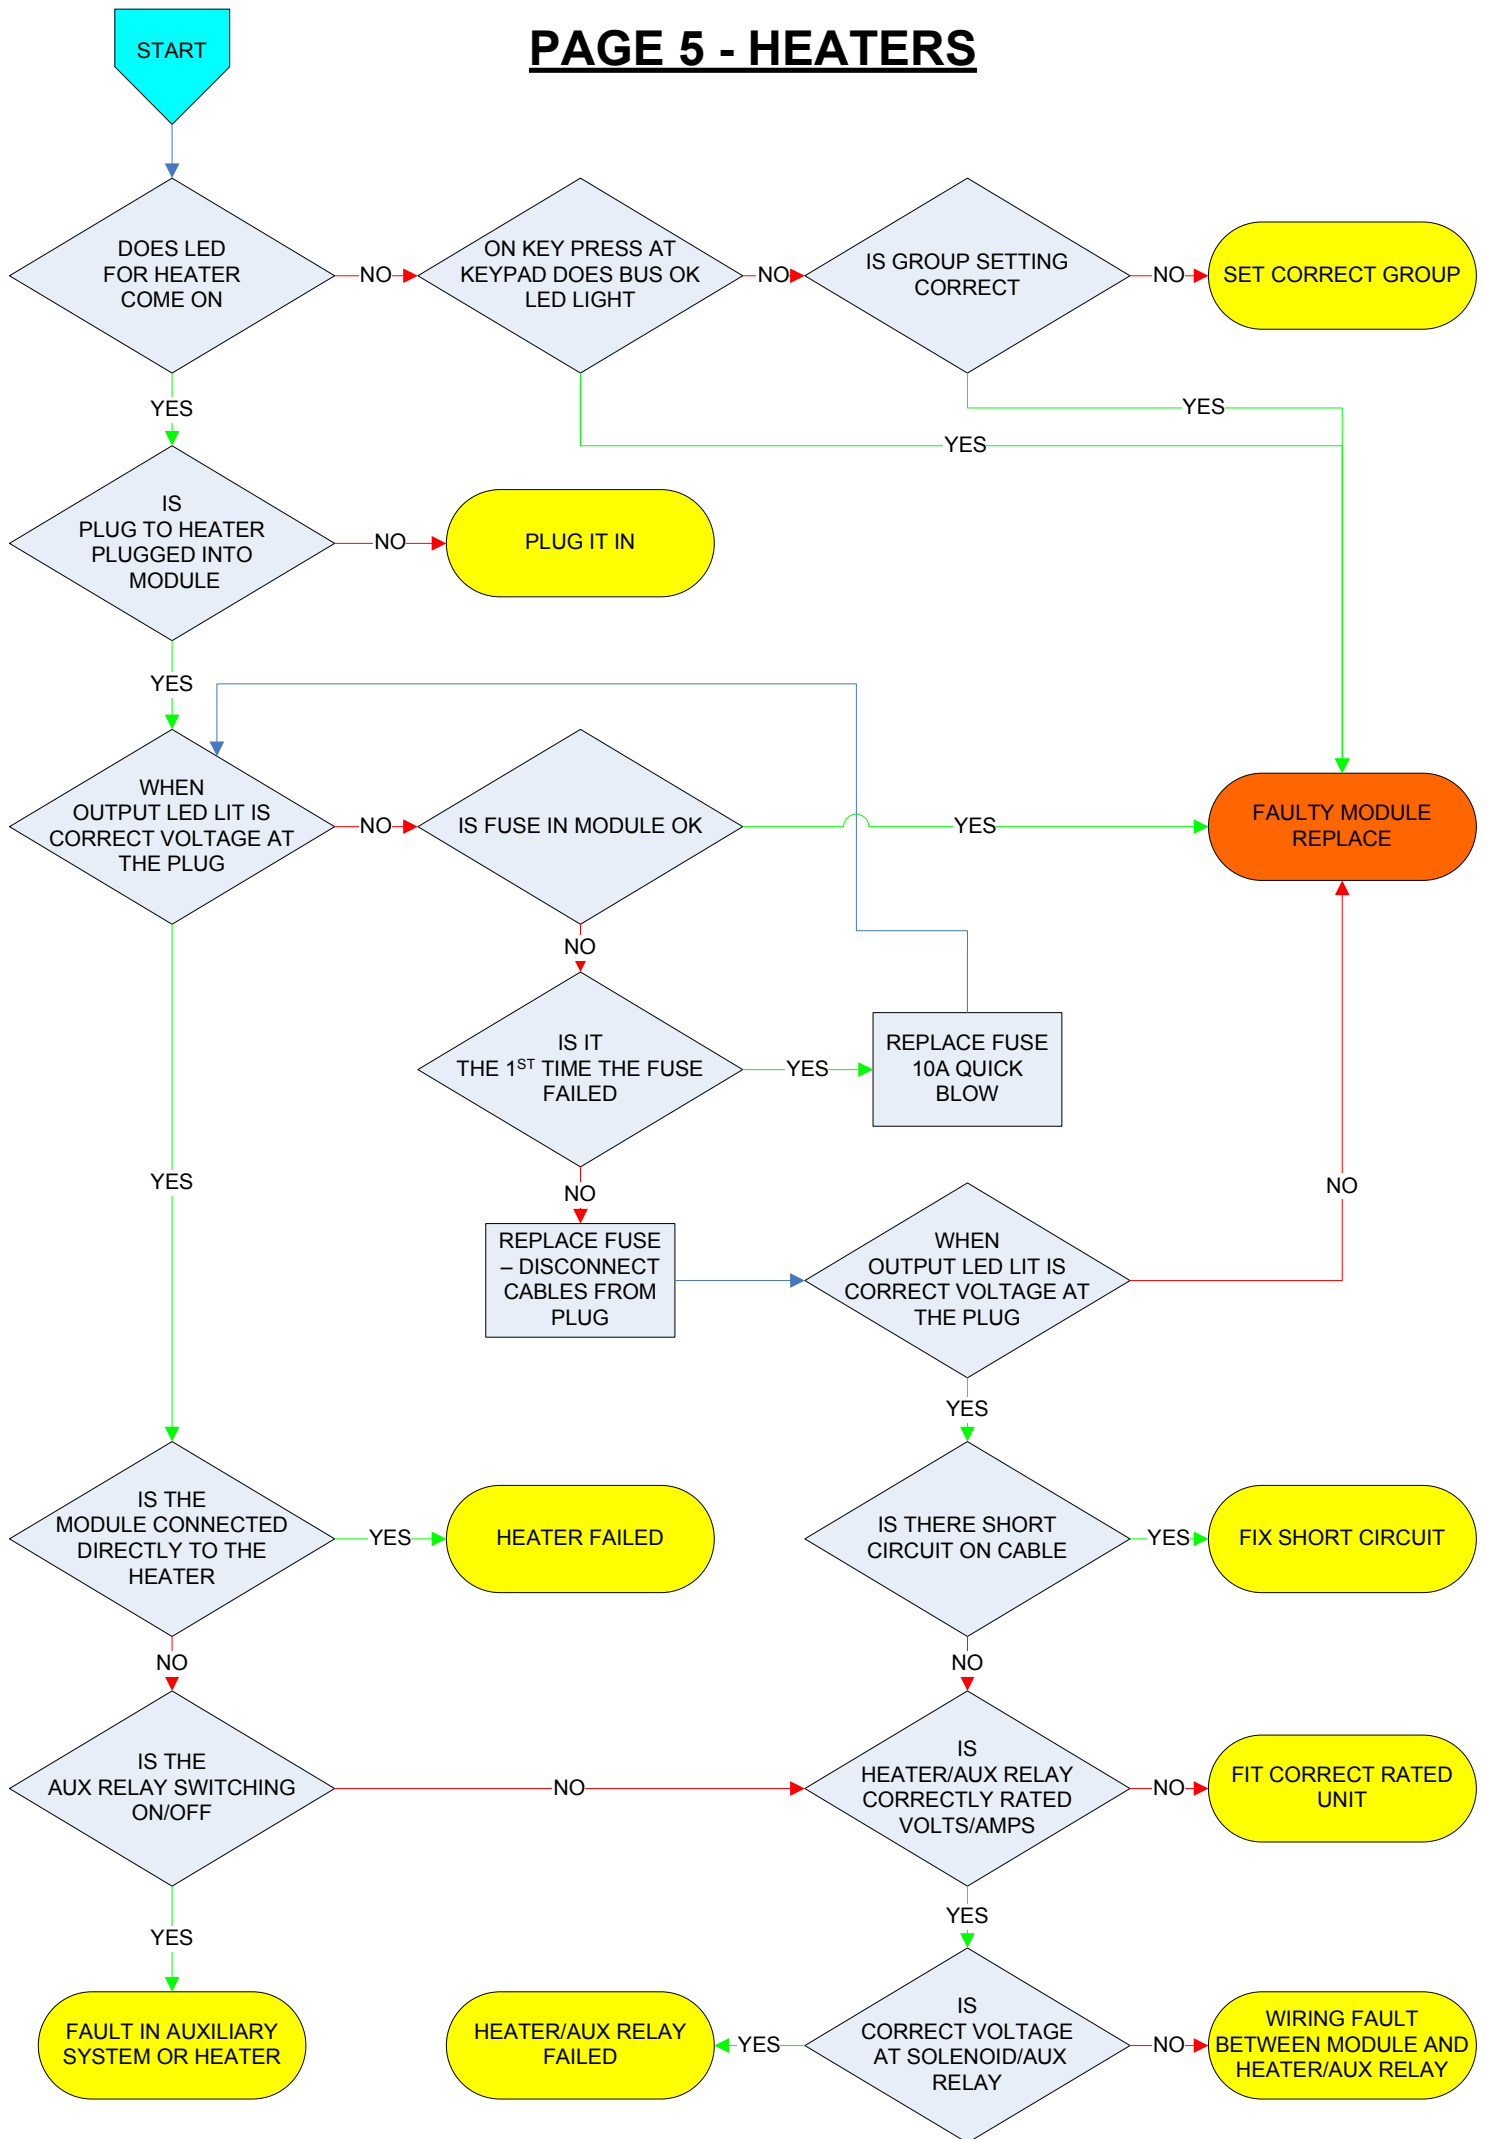 PAGE 5 - HEATERS
START
DOES LED
FOR HEATER
COME ON
NO
ON KEY PRESS AT
KEYPAD DOES BUS OK
LED LIGHT
NO
IS GROUP SETTING
CORRECT
NO
SET CORRECT GROUP
YES
YES
YES
IS
PLUG TO HEATER
PLUGGED INTO
MODULE
NO
PLUG IT IN
YES
WHEN
OUTPUT LED LIT IS
CORRECT VOLTAGE AT
THE PLUG
NO
IS FUSE IN MODULE OK
YES
FAULTY MODULE
REPLACE
NO
IS IT
THE 1ST TIME THE FUSE
FAILED
YES
REPLACE FUSE
10A QUICK
BLOW
YES
NO
NO
REPLACE FUSE
– DISCONNECT
CABLES FROM
PLUG
WHEN
OUTPUT LED LIT IS
CORRECT VOLTAGE AT
THE PLUG
YES
IS THE
MODULE CONNECTED
DIRECTLY TO THE
HEATER
YES
HEATER FAILED
IS THERE SHORT
CIRCUIT ON CABLE
YES
FIX SHORT CIRCUIT
NO
NO
IS THE
AUX RELAY SWITCHING
ON/OFF
NO
IS
HEATER/AUX RELAY
CORRECTLY RATED
VOLTS/AMPS
NO
FIT CORRECT RATED
UNIT
YES
YES
FAULT IN AUXILIARY
SYSTEM OR HEATER
HEATER/AUX RELAY
FAILED
YES
IS
CORRECT VOLTAGE
AT SOLENOID/AUX
RELAY
NO
WIRING FAULT
BETWEEN MODULE AND
HEATER/AUX RELAY